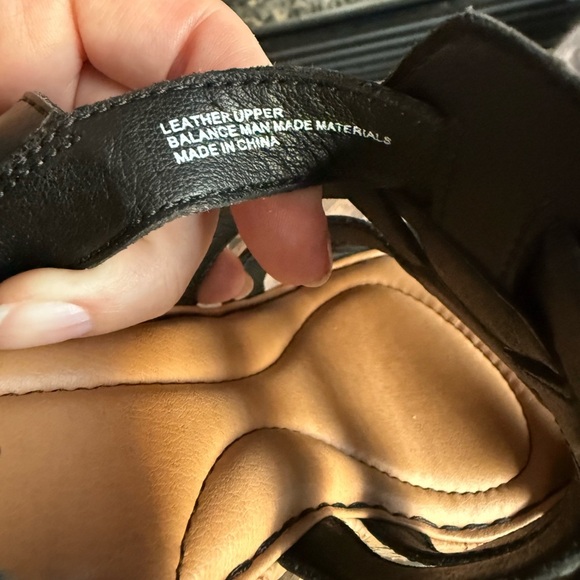 LEATHER UPPER
BALANCE MAN MADE MATERIALS
MADE IN CHINA